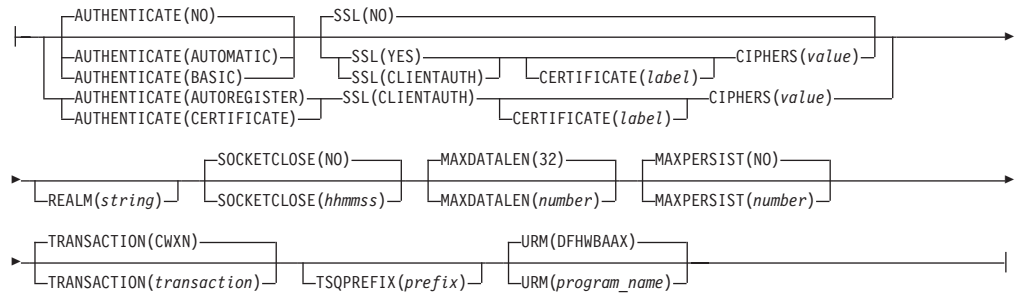 AUTHENTICATE(NO) SSL(NO)
AUTHENTICATE(AUTOMATIC) SSL(YES) CIPHERS(value)
AUTHENTICATE(BASIC) SSL(CLIENTAUTH) CERTIFICATE(label)
AUTHENTICATE(AUTOREGISTER) SSL(CLIENTAUTH) CIPHERS(value)
AUTHENTICATE(CERTIFICATE) CERTIFICATE(label)
SOCKETCLOSE(NO) MAXDATALEN(32) MAXPERSIST(NO)
REALM(string) SOCKETCLOSE(hhmmss) MAXDATALEN(number) MAXPERSIST(number)
TRANSACTION(CWXN) URM(DFHWBAAX)
TRANSACTION(transaction) TSQPREFIX(prefix) URM(program_name)